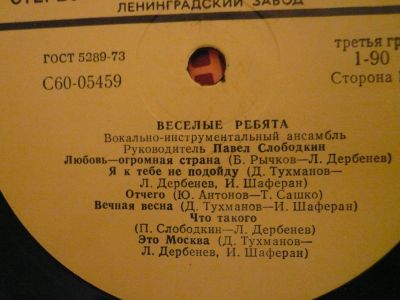 СТЕРЕО
ЛЕНИНГРАДСКИЙ ЗАВОД
ГОСТ 5289-73
С60-05459
третья гр
1-90
Сторона
ВЕСЕЛЫЕ РЕБЯТА
Вокально-инструментальный ансамбль
Руководитель Павел Слободкин
Любовь—огромная страна (Б. Рычков—Л. Дербенев)
Я к тебе не подойду (Д. Тухманов—
Л. Дербенев, И. Шаферан)
Отчего (Ю. Антонов—Т. Сашко)
Вечная весна (Д. Тухманов—И. Шаферан)
Что такого
(П. Слободкин—Л. Дербенев)
Это Москва (Д. Тухманов—
Л. Дербенев, И. Шаферан)